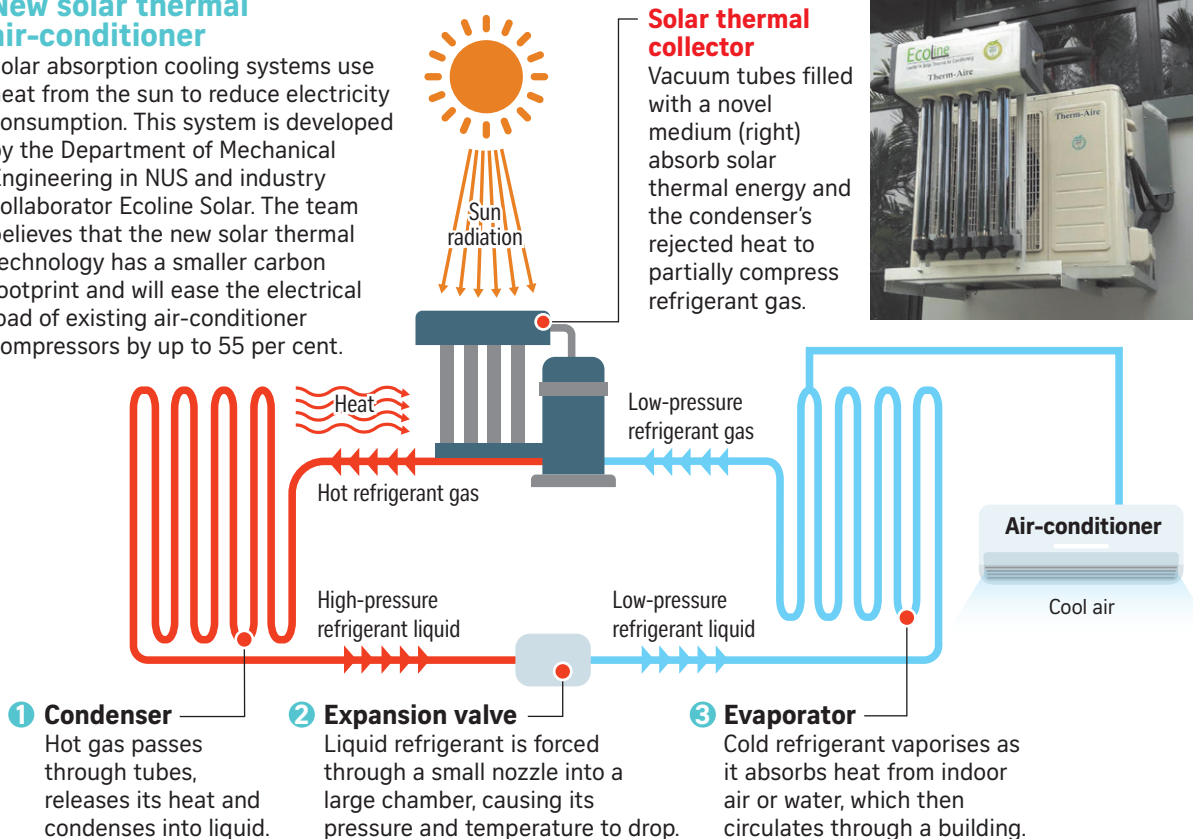 New solar thermal
air-conditioner
olar absorption cooling systems use
eat from the sun to reduce electricity
onsumption. This system is developed
y the Department of Mechanical
Engineering in NUS and industry
ollaborator Ecoline Solar. The team
elieves that the new solar thermal
echnology has a smaller carbon
ootprint and will ease the electrical
oad of existing air-conditioner
ompressors by up to 55 per cent.
Sun
radiation
Solar thermal
collector
Vacuum tubes filled
with a novel
medium (right)
absorb solar
thermal energy and
the condenser's
rejected heat to
partially compress
refrigerant gas.
Ecoline
Therm-Aire
Therm-Aire
Heat
Hot refrigerant gas
Low-pressure
refrigerant gas
High-pressure
refrigerant liquid
Low-pressure
refrigerant liquid
Air-conditioner
Cool air
1 Condenser
Hot gas passes
through tubes,
releases its heat and
condenses into liquid.
2 Expansion valve
Liquid refrigerant is forced
through a small nozzle into a
large chamber, causing its
pressure and temperature to drop.
3 Evaporator
Cold refrigerant vaporises as
it absorbs heat from indoor
air or water, which then
circulates through a building.